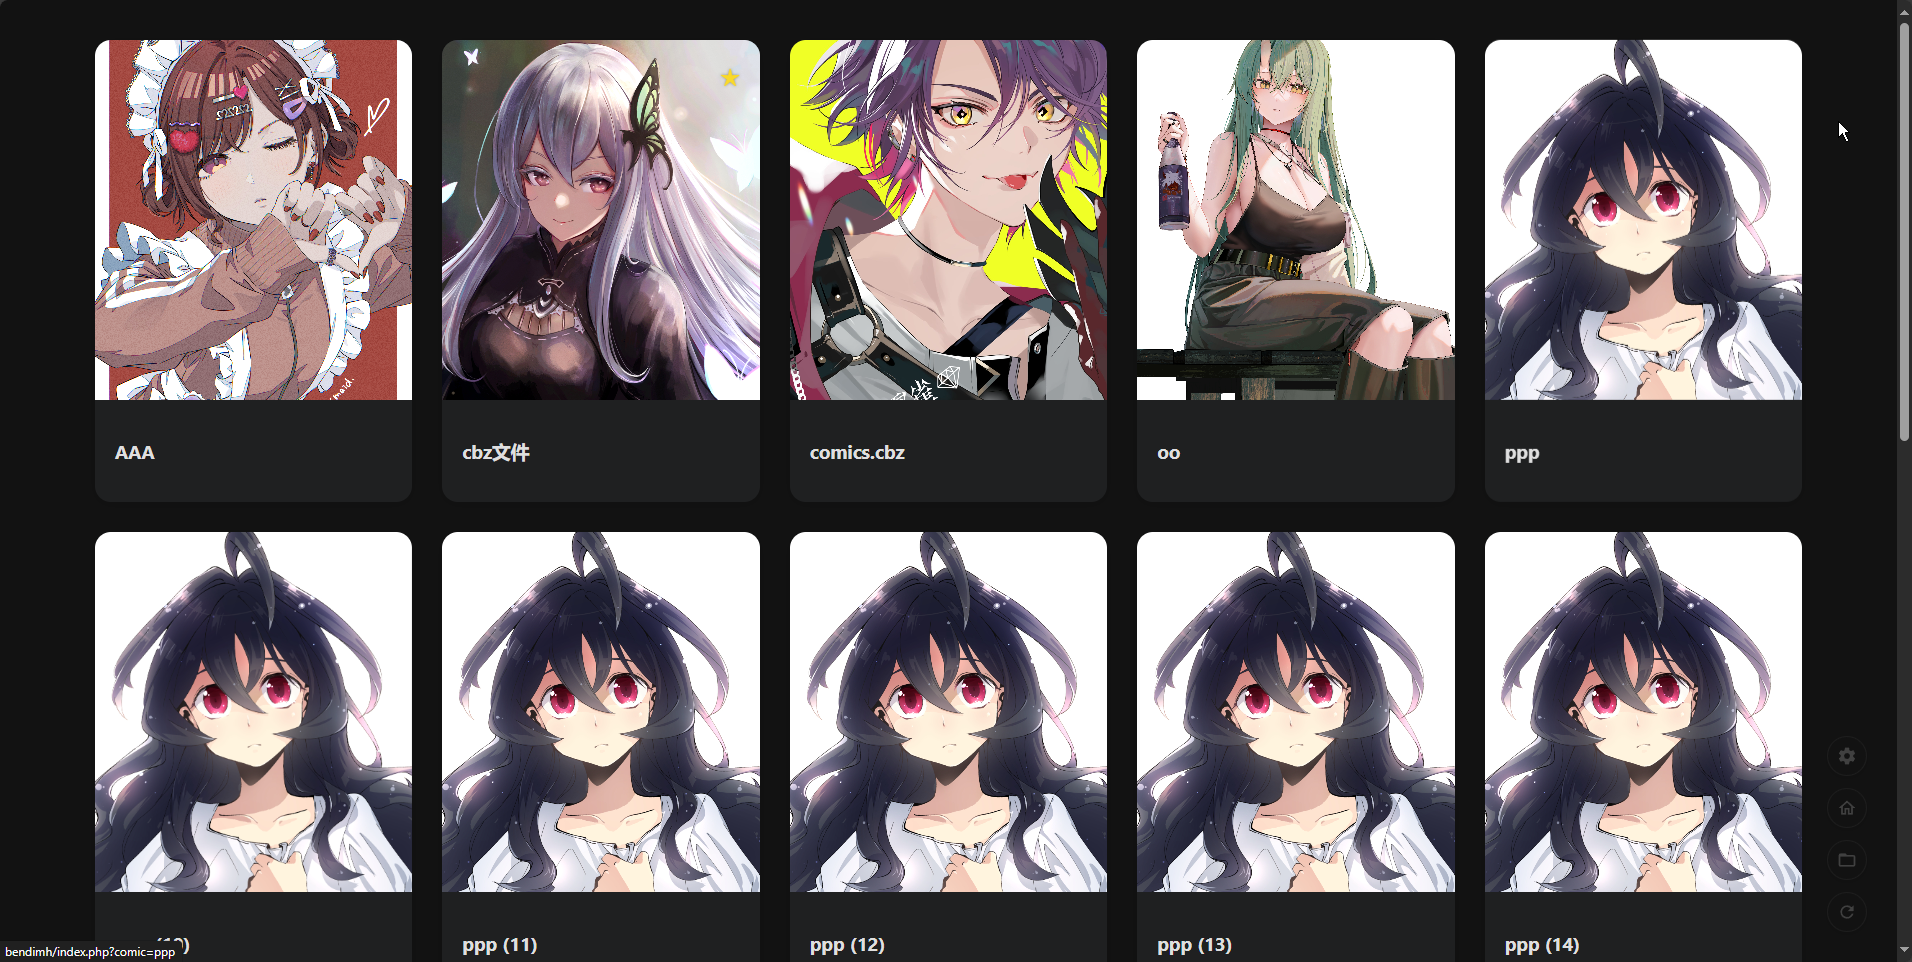 maid.
AAA
cbz文件
comics.cbz
oo
ppp
ppp (11)
ppp (12)
ppp (13)
ppp (14)
bendimh/index.php?comic=ppp